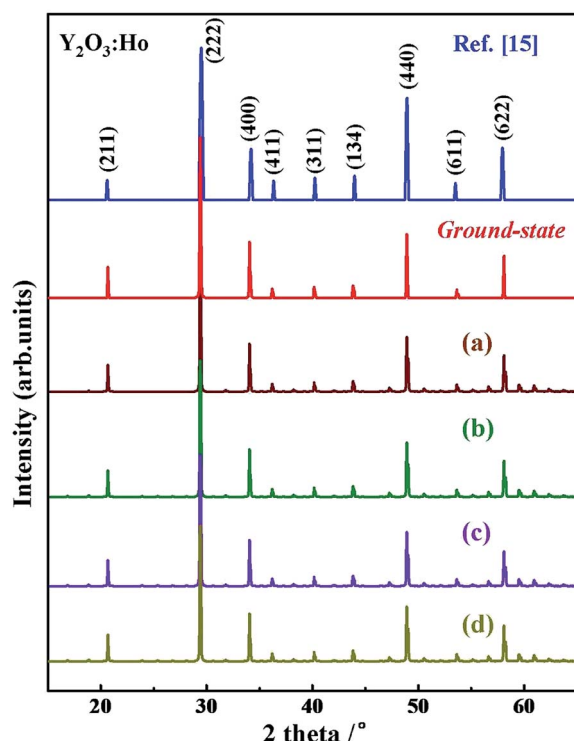 Y₂O₃:Ho
Ref. [15]
(211)
(222)
(400)
(411)
(311)
(134)
(440)
(611)
(622)
Ground-state
(a)
(b)
(c)
(d)
Intensity (arb.units)
20
30
40
50
60
2 theta /°